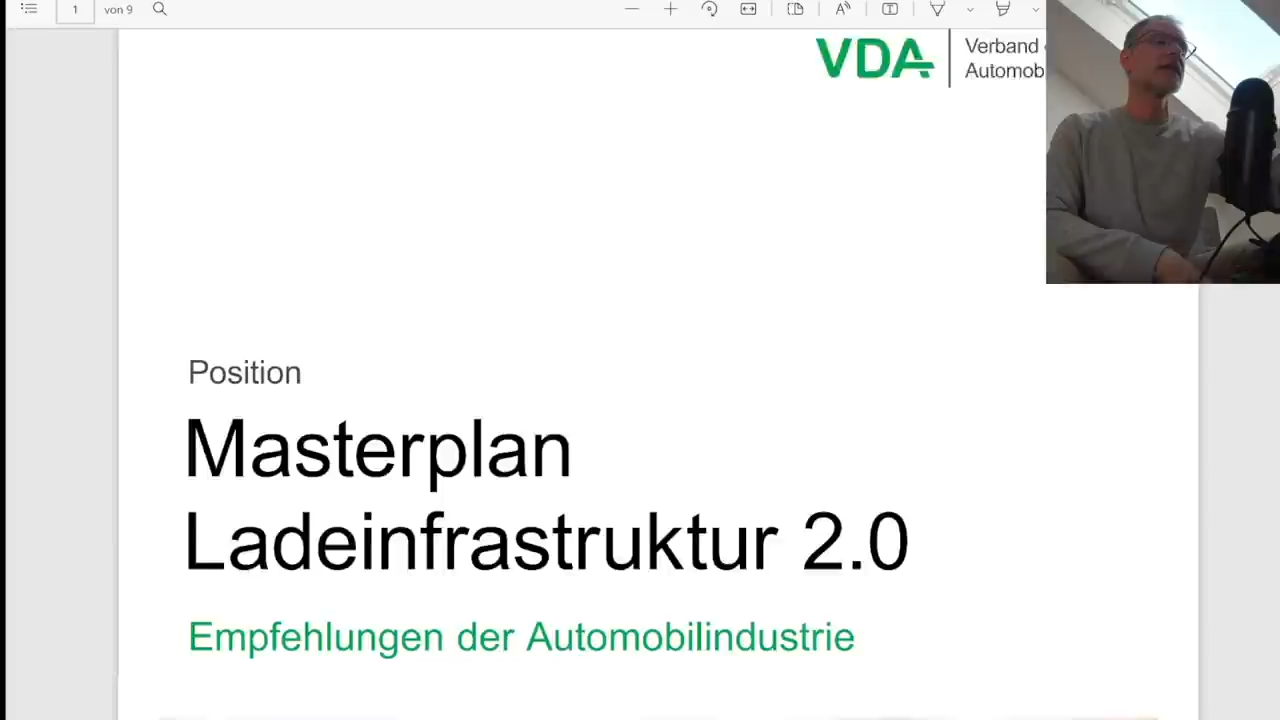 1
von 9
VDA
Verband
Automob
Position
Masterplan
Ladeinfrastruktur 2.0
Empfehlungen der Automobilindustrie